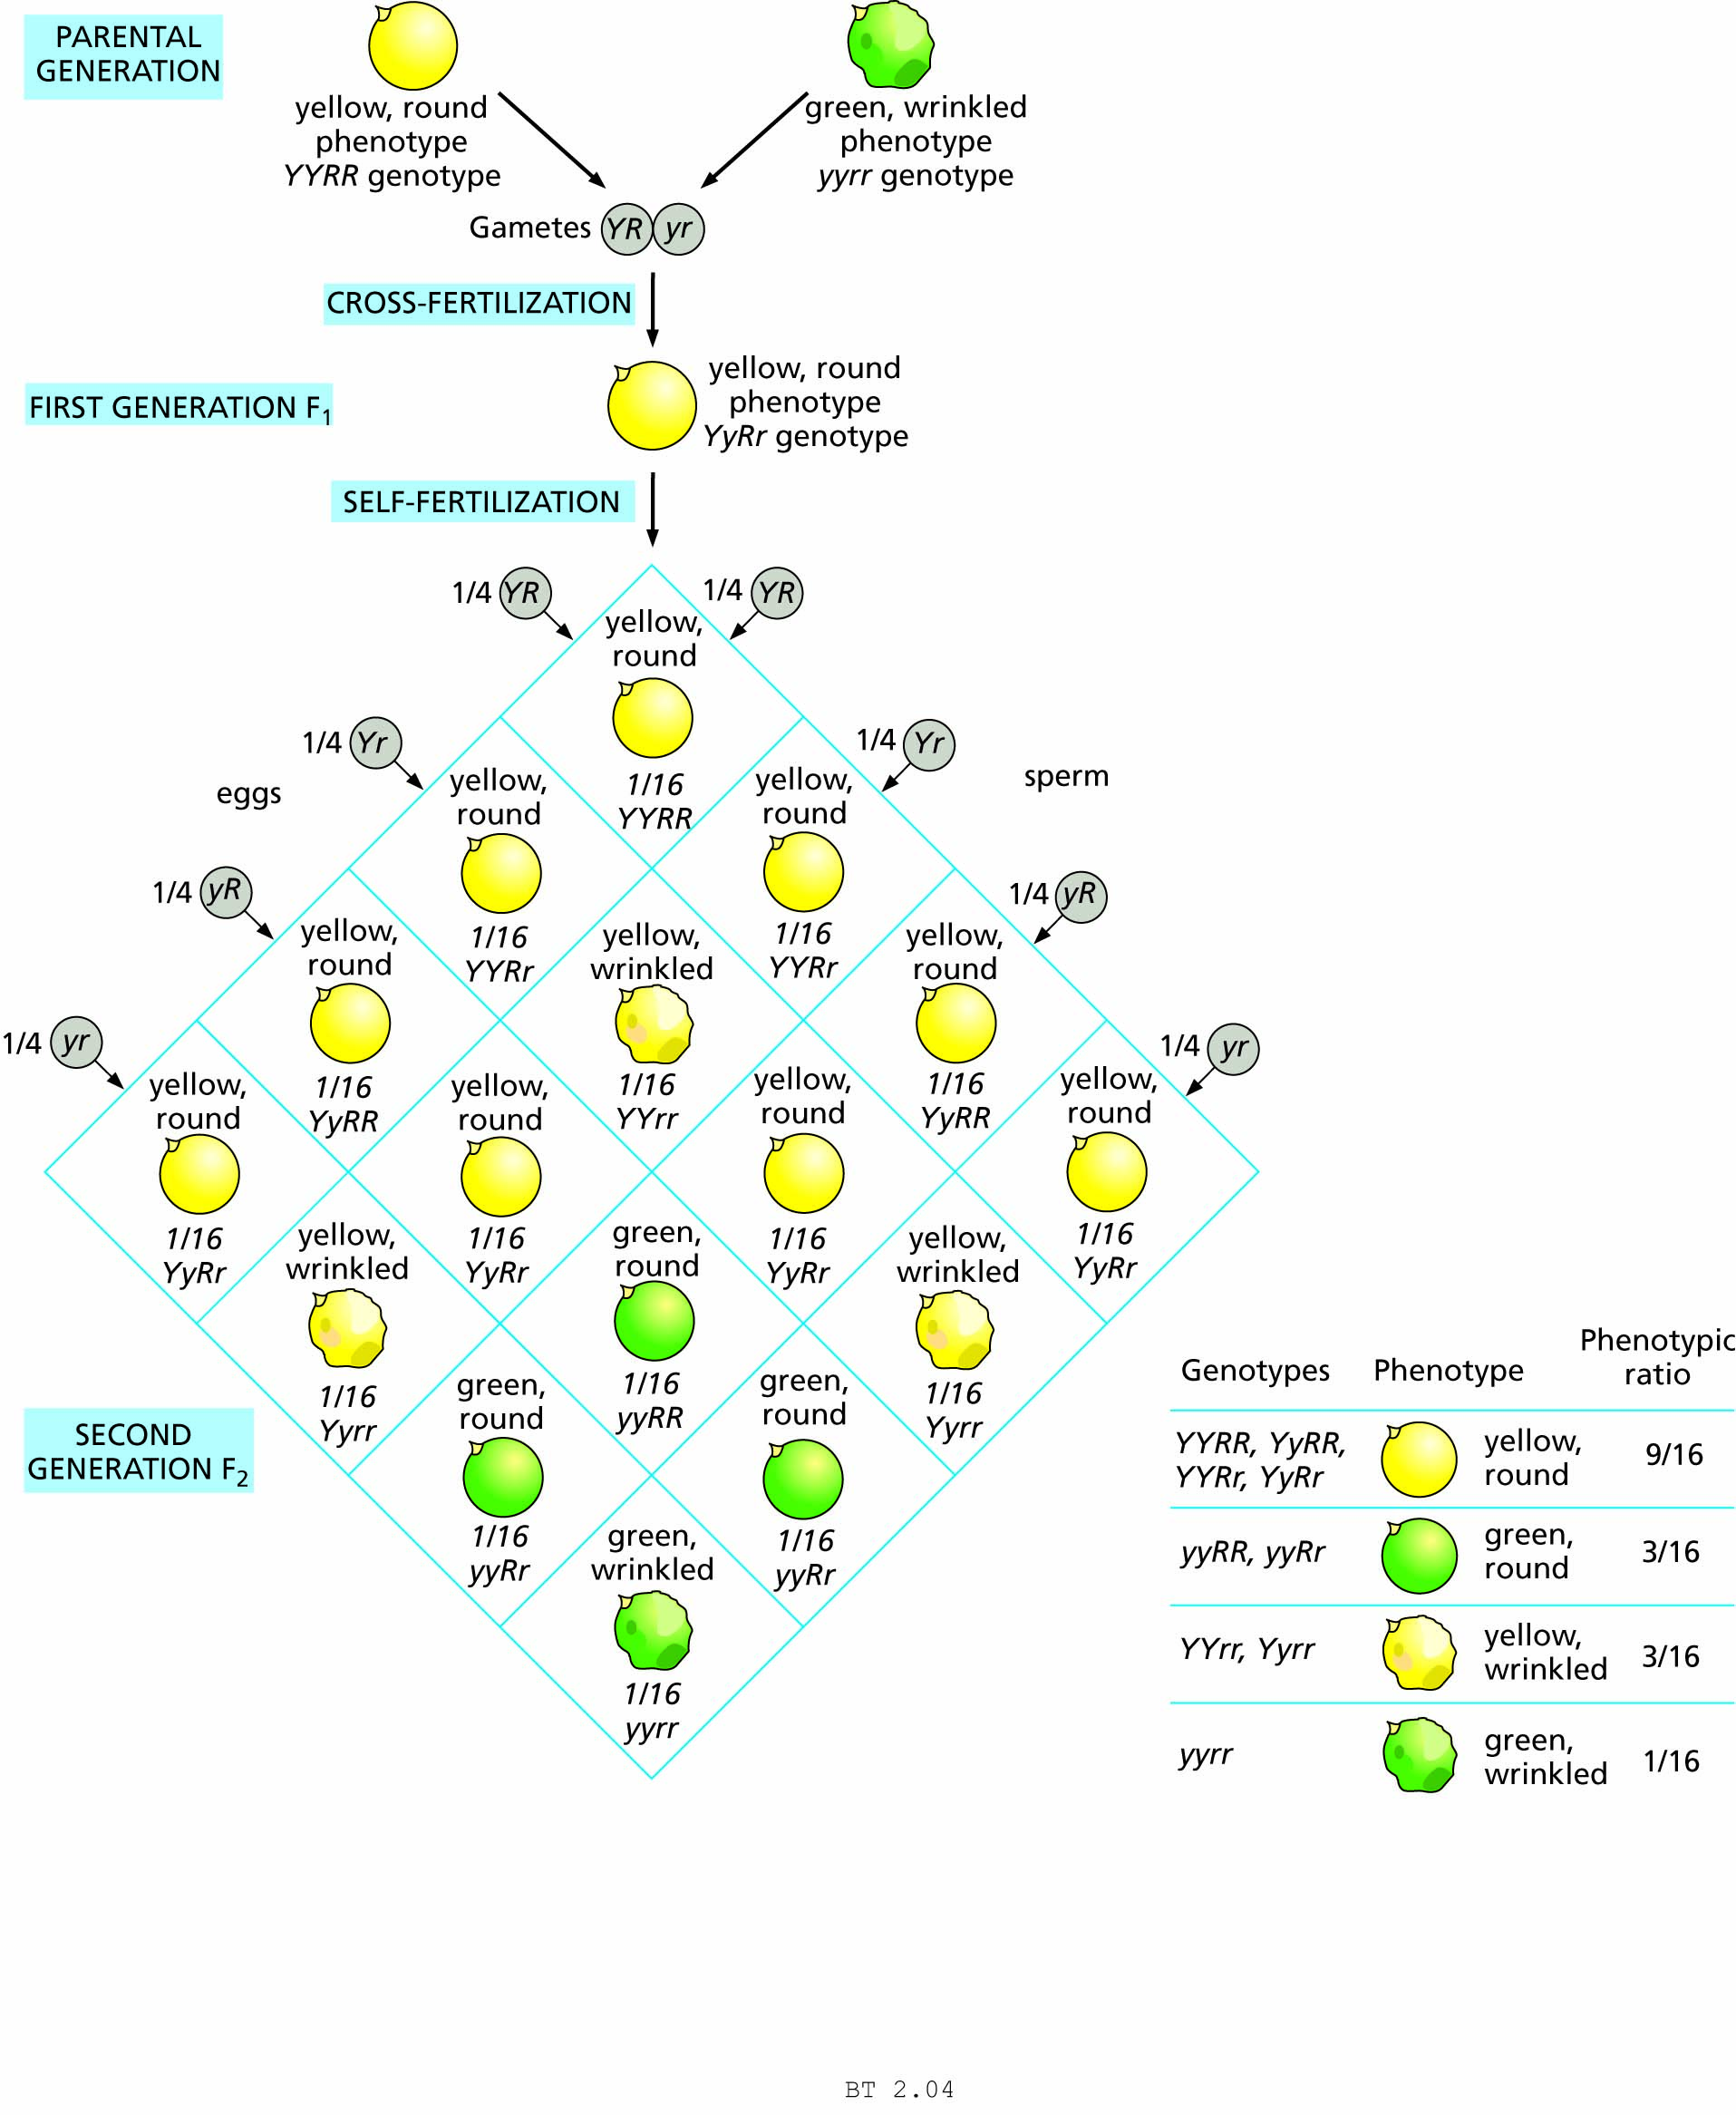 PARENTAL
GENERATION
yellow, round
phenotype
YYRR genotype
green, wrinkled
phenotype
yyrr genotype
Gametes YR yr
CROSS-FERTILIZATION
FIRST GENERATION F1
yellow, round
phenotype
YyRr genotype
SELF-FERTILIZATION
1/4 YR
1/4 YR
yellow,
round
1/16
YYRR
1/4 Yr
1/4 Yr
eggs
sperm
yellow,
round
1/16
YYRr
yellow,
round
1/16
YYRr
1/4 yR
1/4 yR
yellow,
round
1/16
YyRR
yellow,
wrinkled
1/16
YYrr
yellow,
round
1/16
YyRR
1/4 yr
1/4 yr
yellow,
round
1/16
YyRr
yellow,
round
1/16
YyRr
yellow,
round
1/16
YyRr
yellow,
round
1/16
YyRr
yellow,
wrinkled
1/16
Yyrr
green,
round
1/16
yyRR
yellow,
wrinkled
1/16
Yyrr
SECOND
GENERATION F2
green,
round
1/16
yyRr
green,
round
1/16
yyRr
green,
wrinkled
1/16
yyrr
Genotypes Phenotype Phenotypic
ratio
YYRR, YyRR,
YYRr, YyRr
yellow,
round
9/16
yyRR, yyRr
green,
round
3/16
YYrr, Yyrr
yellow,
wrinkled
3/16
yyrr
green,
wrinkled
1/16
BT 2.04